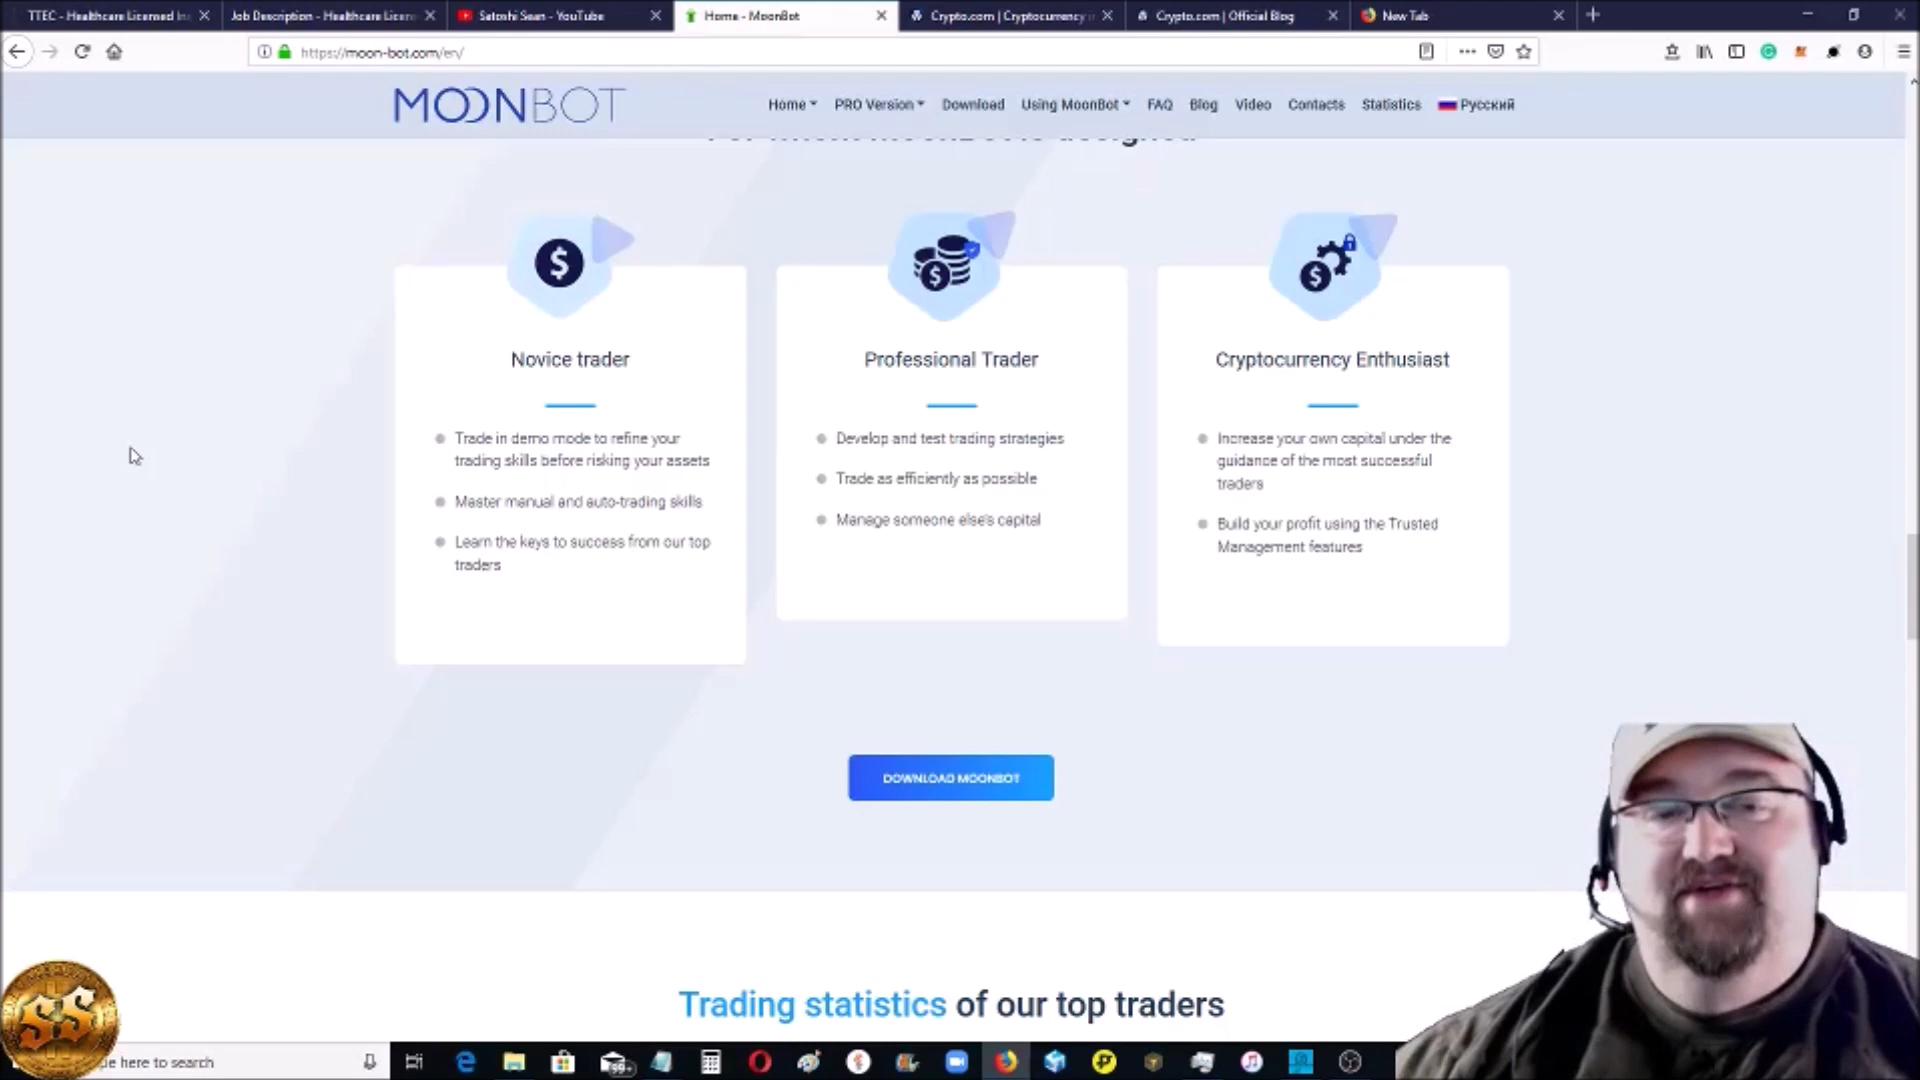 TTEC - Healthcare Licensed In
Job Description - Healthcare Licen
Satoshi Sean - YouTube
Home - MoonBot
Crypto.com | Cryptocurrency
Crypto.com | Official Blog
New Tab
https://moon-bot.com/en/
MOONBOT
Home
PRO Version
Download
Using MoonBot
FAQ
Blog
Video
Contacts
Statistics
Русский
Novice trader
Trade in demo mode to refine your
trading skills before risking your assets
Master manual and auto-trading skills
Learn the keys to success from our top
traders
Professional Trader
Develop and test trading strategies
Trade as efficiently as possible
Manage someone else's capital
Cryptocurrency Enthusiast
Increase your own capital under the
guidance of the most successful
traders
Build your profit using the Trusted
Management features
DOWNLOAD MOONBOT
Trading statistics of our top traders
SS
here to search
99+